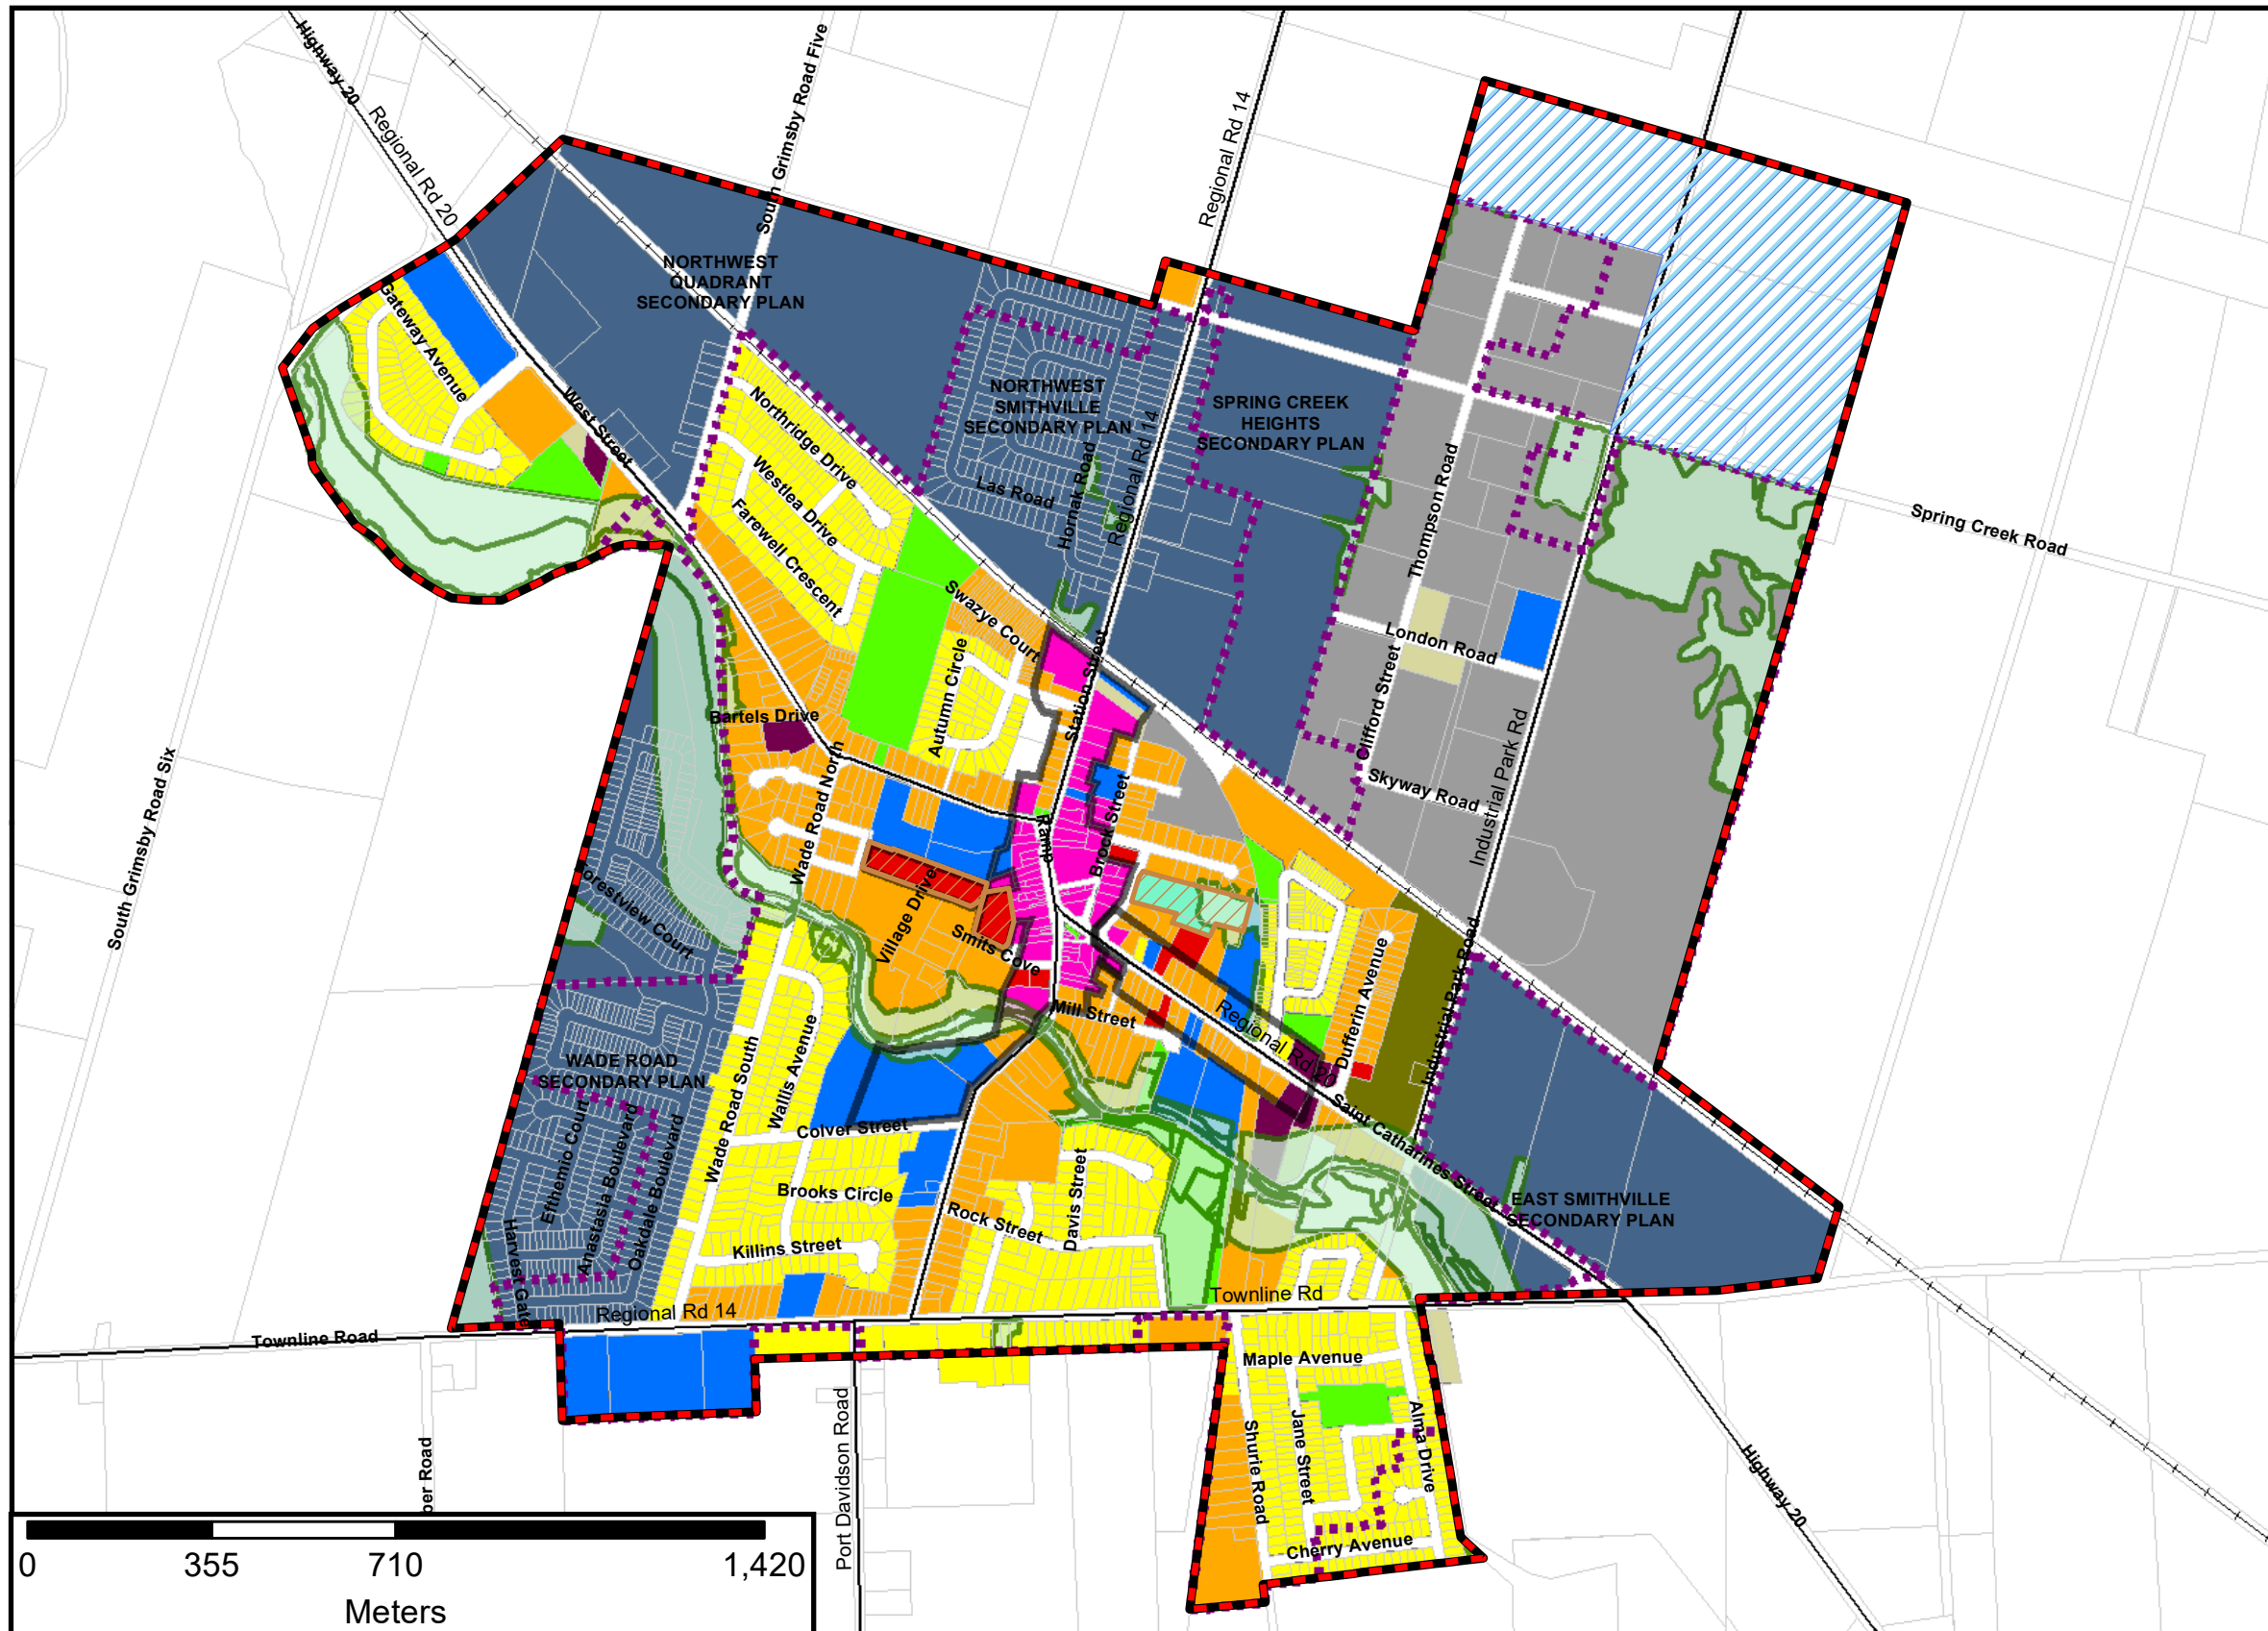 Highway 20
Regional Rd 20
South Grimsby Road Five
Regional Rd 14
NORTHWEST
QUADRANT
SECONDARY PLAN
Gateway Avenue
West Street
Northridge Drive
Westlea Drive
Farewell Crescent
NORTHWEST
SMITHVILLE
SECONDARY PLAN
SPRING CREEK
HEIGHTS
SECONDARY PLAN
Las Road
Hornak Road
Regional Rd 14
Thompson Road
Spring Creek Road
Swazye Court
Autumn Circle
Station Street
London Road
Clifford Street
Skyway Road
Industrial Park Rd
Bartels Drive
Wade Road North
Ramp
Brock Street
South Grimsby Road Six
Forestview Court
Village Drive
Smits Cove
Mill Street
Regional Rd 20
Dufferin Avenue
Industrial Park Road
WADE ROAD
SECONDARY PLAN
Wade Road South
Wallis Avenue
Colver Street
Saint Catharines Street
Efthemio Court
Anastasia Boulevard
Oakdale Boulevard
Harvest Gate
Brooks Circle
Killins Street
Rock Street
Davis Street
EAST SMITHVILLE
SECONDARY PLAN
Townline Road
Regional Rd 14
Townline Rd
Maple Avenue
Shurie Road
Jane Street
Alma Drive
Cherry Avenue
Port Davidson Road
per Road
Highway 20
0 355 710 1,420
Meters